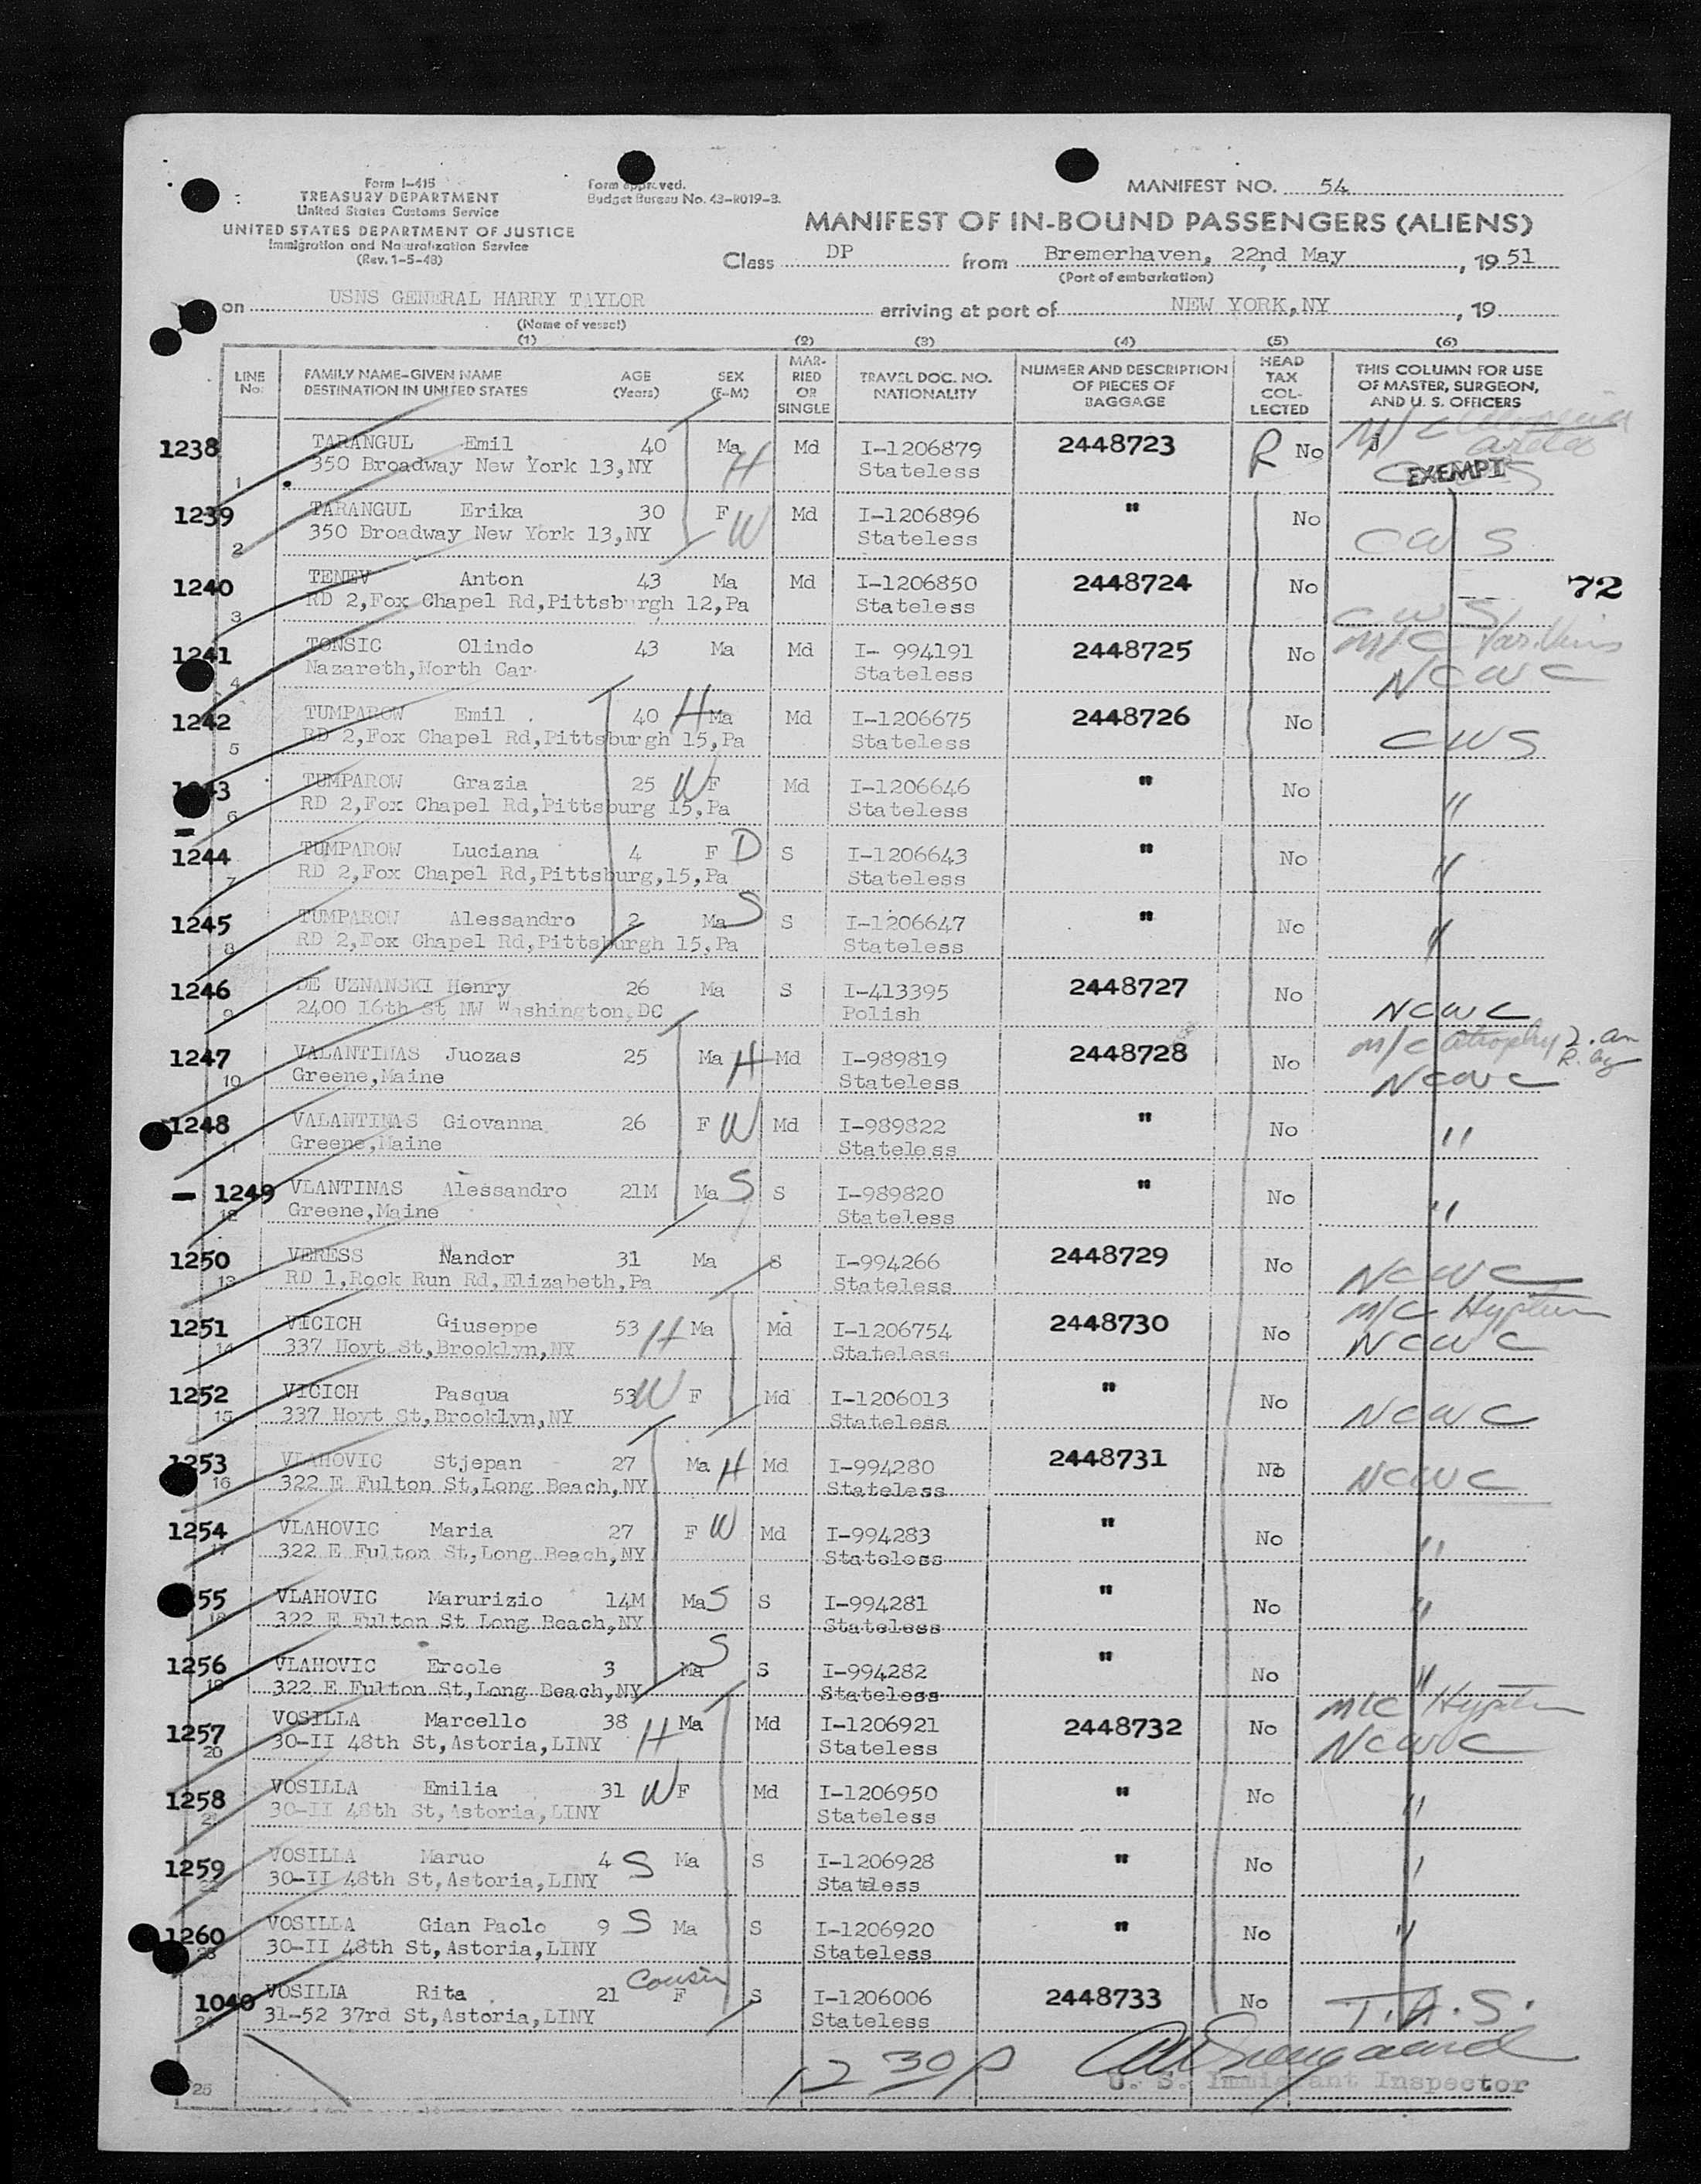 Form I-415
TREASURY DEPARTMENT
United States Customs Service
UNITED STATES DEPARTMENT OF JUSTICE
Immigration and Naturalization Service
(Rev. 1-5-48)
Form approved.
Budget Bureau No. 43-R019-3.
MANIFEST NO. 54
MANIFEST OF IN-BOUND PASSENGERS (ALIENS)
Class DP from Bremerhaven, 22nd May, 19 51
(Port of embarkation)
on USNS GENERAL HARRY TAYLOR arriving at port of NEW YORK,NY, 19
(Name of vessel)
(1) (2) (3) (4) (5) (6)
LINE No. FAMILY NAME-GIVEN NAME DESTINATION IN UNITED STATES AGE (Years) SEX (F-M) MARRIED OR SINGLE TRAVEL DOC. NO. NATIONALITY NUMBER AND DESCRIPTION OF PIECES OF BAGGAGE HEAD TAX COLLECTED THIS COLUMN FOR USE OF MASTER, SURGEON, AND U. S. OFFICERS
1238 TARANGUL Emil 40 Ma H Md I-1206879 2448723 R No M/C
1 350 Broadway New York 13,NY Stateless CWS EXEMPT
1239 TARANGUL Erika 30 F W Md I-1206896 " No
2 350 Broadway New York 13,NY Stateless CWS
1240 TENEV Anton 43 Ma Md I-1206850 2448724 No 72
3 RD 2,Fox Chapel Rd,Pittsburgh 12,Pa Stateless CWS
1241 TONSIC Olindo 43 Ma Md I- 994191 2448725 No M/C
4 Nazareth,North Car Stateless NCWC
1242 TUMPAROW Emil 40 H Ma Md I-1206675 2448726 No
5 RD 2,Fox Chapel Rd,Pittsburgh 15,Pa Stateless CWS
1243 TUMPAROW Grazia 25 W F Md I-1206646 " No
6 RD 2,Fox Chapel Rd,Pittsburg 15,Pa Stateless "
1244 TUMPAROW Luciana 4 F D S I-1206643 " No
7 RD 2,Fox Chapel Rd,Pittsburg,15,Pa Stateless "
1245 TUMPAROW Alessandro 2 Ma S S I-1206647 " No
8 RD 2,Fox Chapel Rd,Pittsburgh 15,Pa Stateless "
1246 DE UZNANSKI Henry 26 Ma S I-413395 2448727 No
9 2400 16th St NW Washington,DC Polish NCWC
1247 VALANTINAS Juozas 25 Ma H Md I-989819 2448728 No M/C atrophy
10 Greene,Maine Stateless NCWC
1248 VALANTINAS Giovanna 26 F W Md I-989822 " No
11 Greene,Maine Stateless "
1249 VLANTINAS Alessandro 21M Ma S S I-989820 " No
12 Greene,Maine Stateless "
1250 VERESS Nandor 31 Ma S I-994266 2448729 No
13 RD 1,Rock Run Rd,Elizabeth,Pa Stateless NCWC
1251 VICICH Giuseppe 53 H Ma Md I-1206754 2448730 No M/C
14 337 Hoyt St,Brooklyn,NY Stateless NCWC
1252 VICICH Pasqua 53 W F Md I-1206013 " No
15 337 Hoyt St,Brooklyn,NY Stateless NCWC
1253 VLAHOVIC Stjepan 27 Ma H Md I-994280 2448731 No
16 322 E Fulton St,Long Beach,NY Stateless NCWC
1254 VLAHOVIC Maria 27 F W Md I-994283 " No
17 322 E Fulton St,Long Beach,NY Stateless "
55 VLAHOVIC Marurizio 14M Ma S S I-994281 " No
18 322 E Fulton St Long Beach,NY Stateless "
1256 VLAHOVIC Ercole 3 Ma S S I-994282 " No
19 322 E Fulton St,Long Beach,NY Stateless "
1257 VOSILLA Marcello 38 H Ma Md I-1206921 2448732 No M/C
20 30-II 48th St,Astoria,LINY Stateless NCWC
1258 VOSILLA Emilia 31 W F Md I-1206950 " No
21 30-II 48th St,Astoria,LINY Stateless "
1259 VOSILLA Maruo 4 S Ma S I-1206928 " No
22 30-II 48th St,Astoria,LINY Stateless
1260 VOSILLA Gian Paolo 9 S Ma S I-1206920 " No
23 30-II 48th St,Astoria,LINY Stateless "
1040 VOSILIA Rita 21 cousin F S I-1206006 2448733 No
24 31-52 37rd St,Astoria,LINY Stateless T.A.S.
12 30 p
25 U. S. Immigrant Inspector